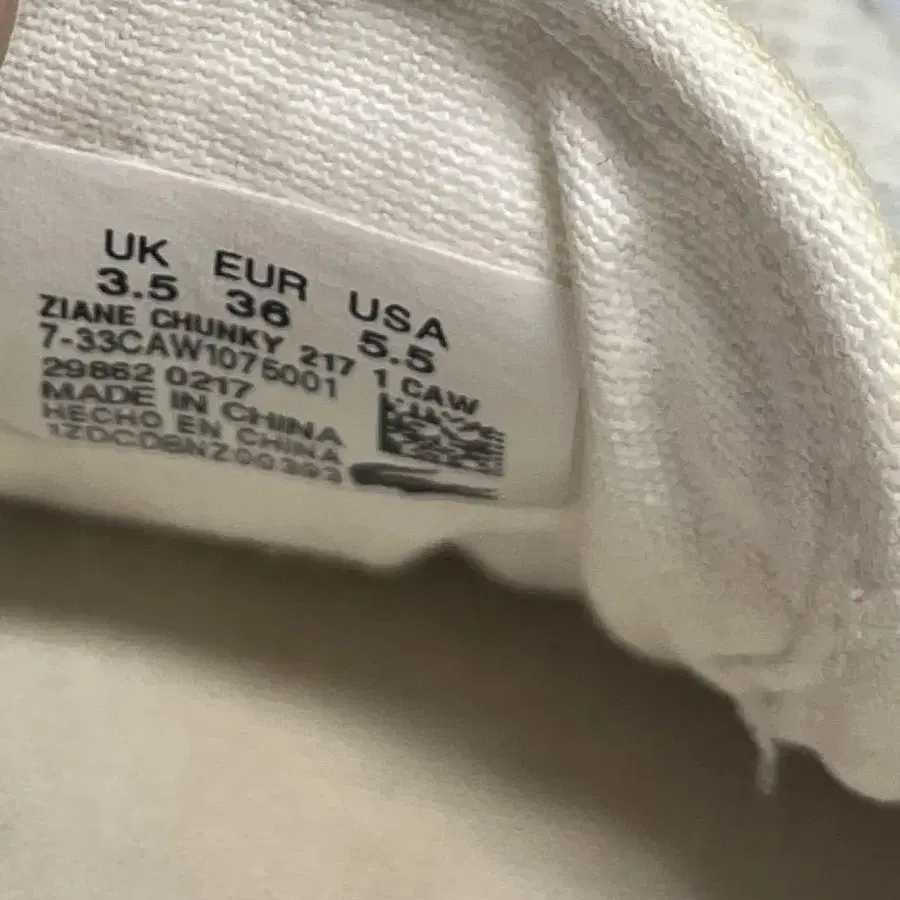 UK EUR USA
3.5 36 5.5
ZIANE CHUNKY 217 1 CAW
7-33CAW1075001
29862 0217
MADE IN CHINA
HECHO EN CHINA